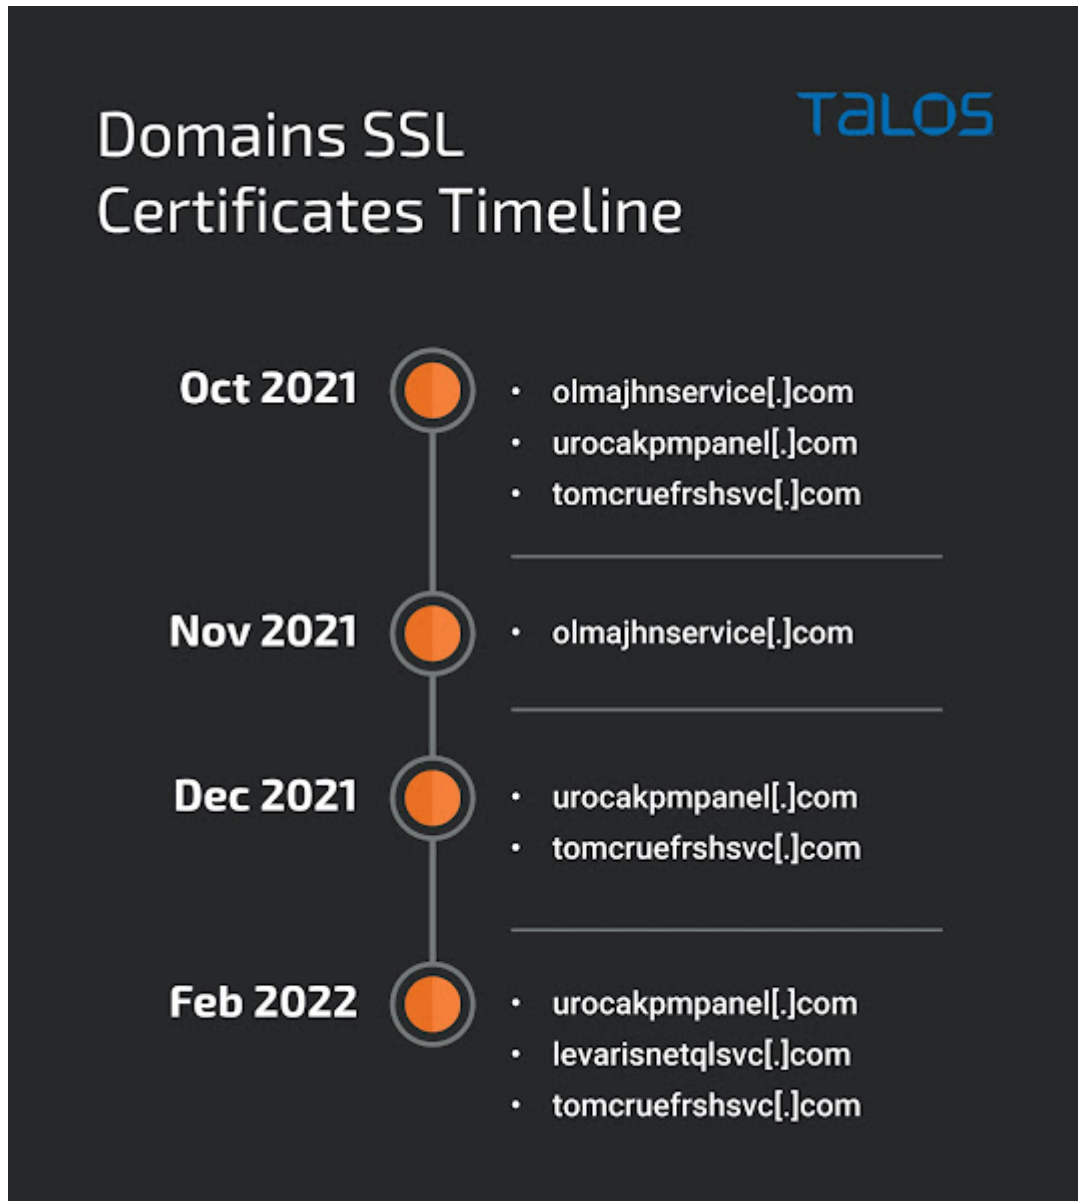 Domains SSL
Certificates Timeline
TALOS
Oct 2021
• olmajhnservice[.]com
• urocakpmpanel[.]com
• tomcruefrshsvc[.]com
Nov 2021
• olmajhnservice[.]com
Dec 2021
• urocakpmpanel[.]com
• tomcruefrshsvc[.]com
Feb 2022
• urocakpmpanel[.]com
• levarisnetqlsvc[.]com
• tomcruefrshsvc[.]com